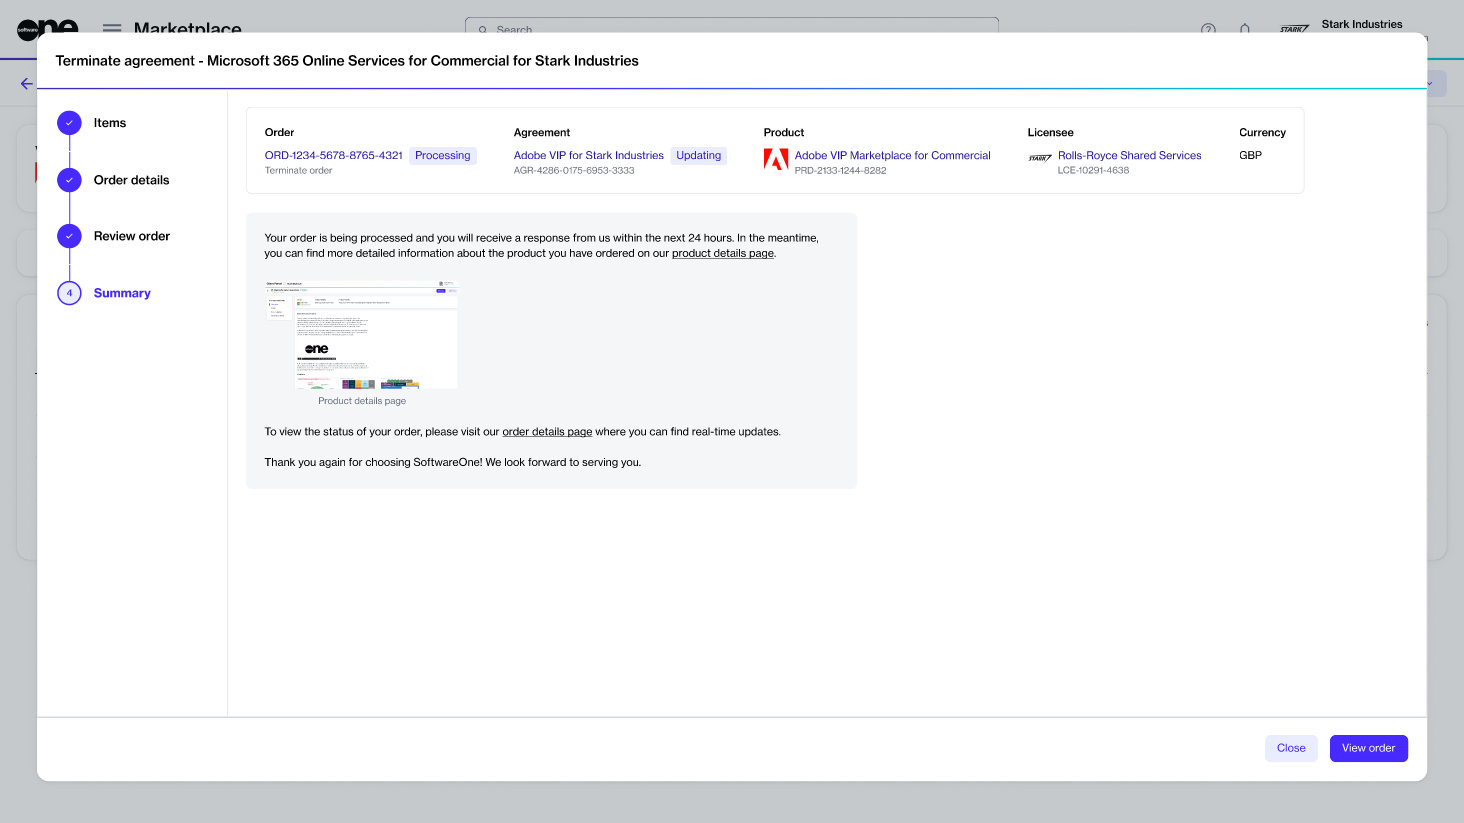 software
one
Marketplace
Search
Stark Industries
Terminate agreement - Microsoft 365 Online Services for Commercial for Stark Industries
Items
Order details
Review order
4
Summary
Order
ORD-1234-5678-8765-4321
Processing
Terminate order
Agreement
Adobe VIP for Stark Industries
Updating
AGR-4286-0175-6953-3333
Product
Adobe VIP Marketplace for Commercial
PRD-2133-1244-8282
Licensee
STARK
Rolls-Royce Shared Services
LCE-10291-4638
Currency
GBP
Your order is being processed and you will receive a response from us within the next 24 hours. In the meantime,
you can find more detailed information about the product you have ordered on our product details page.
one
Product details page
To view the status of your order, please visit our order details page where you can find real-time updates.
Thank you again for choosing SoftwareOne! We look forward to serving you.
Close
View order